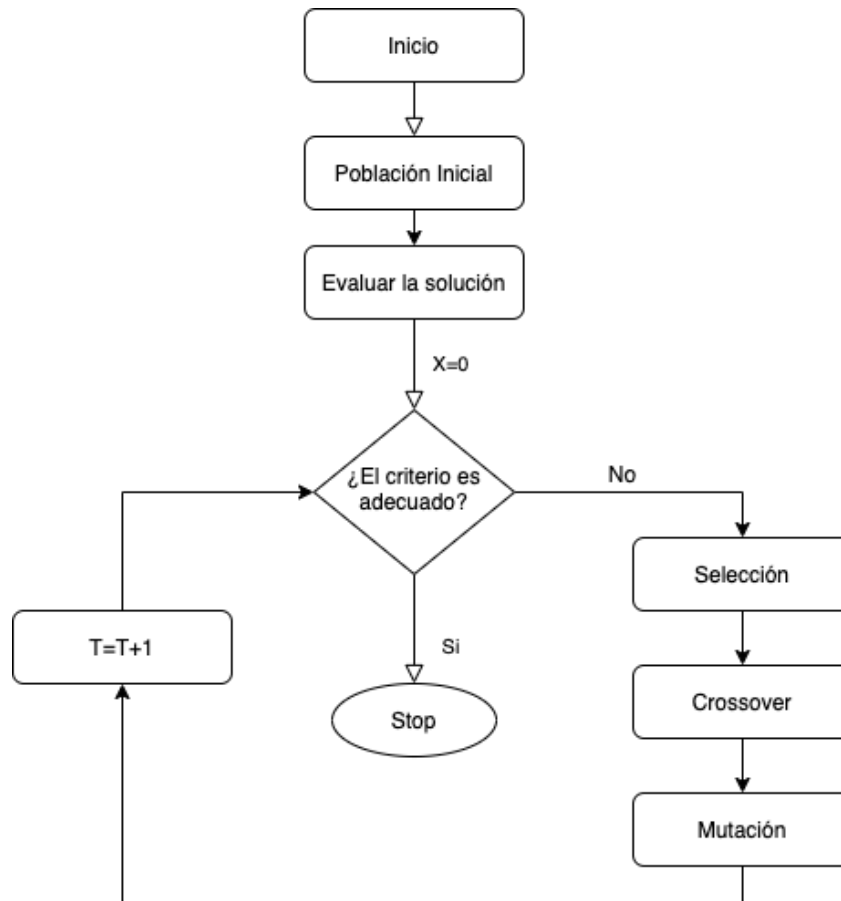 Inicio
Población Inicial
Evaluar la solución
X=0
¿El criterio es
adecuado?
No
Selección
T=T+1
Si
Crossover
Stop
Mutación